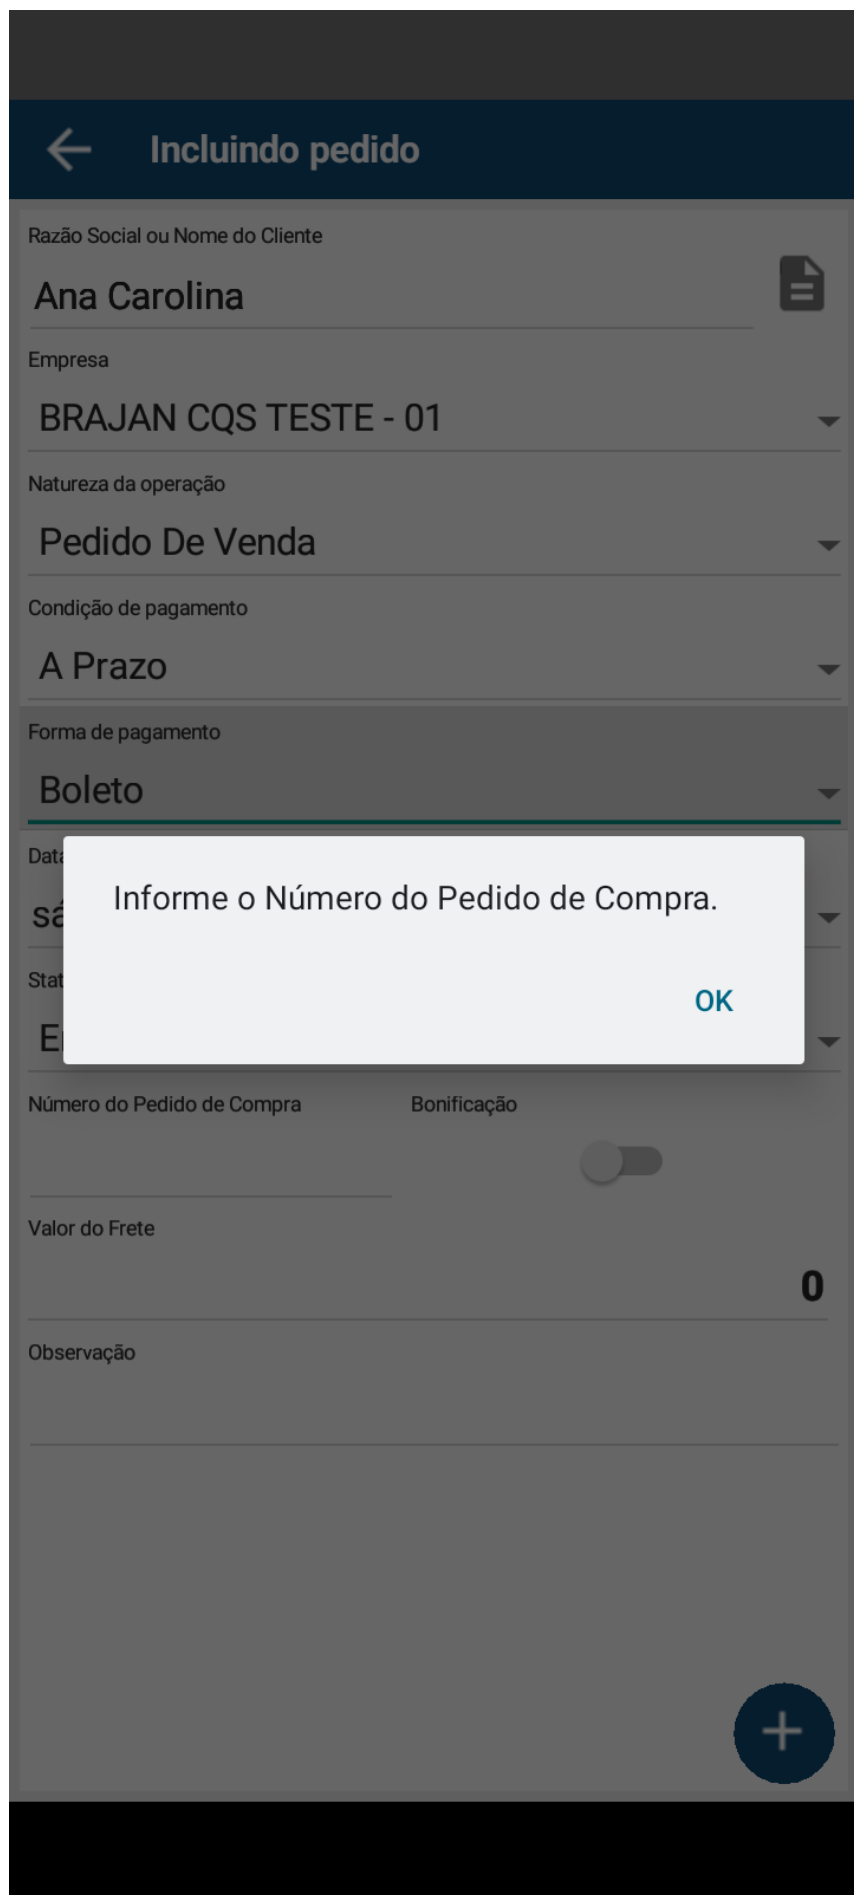 Incluindo pedido
Razão Social ou Nome do Cliente
Ana Carolina
Empresa
BRAJAN CQS TESTE - 01
Natureza da operação
Pedido De Venda
Condição de pagamento
A Prazo
Forma de pagamento
Boleto
Informe o Número do Pedido de Compra.
OK
Número do Pedido de Compra
Bonificação
Valor do Frete
0
Observação